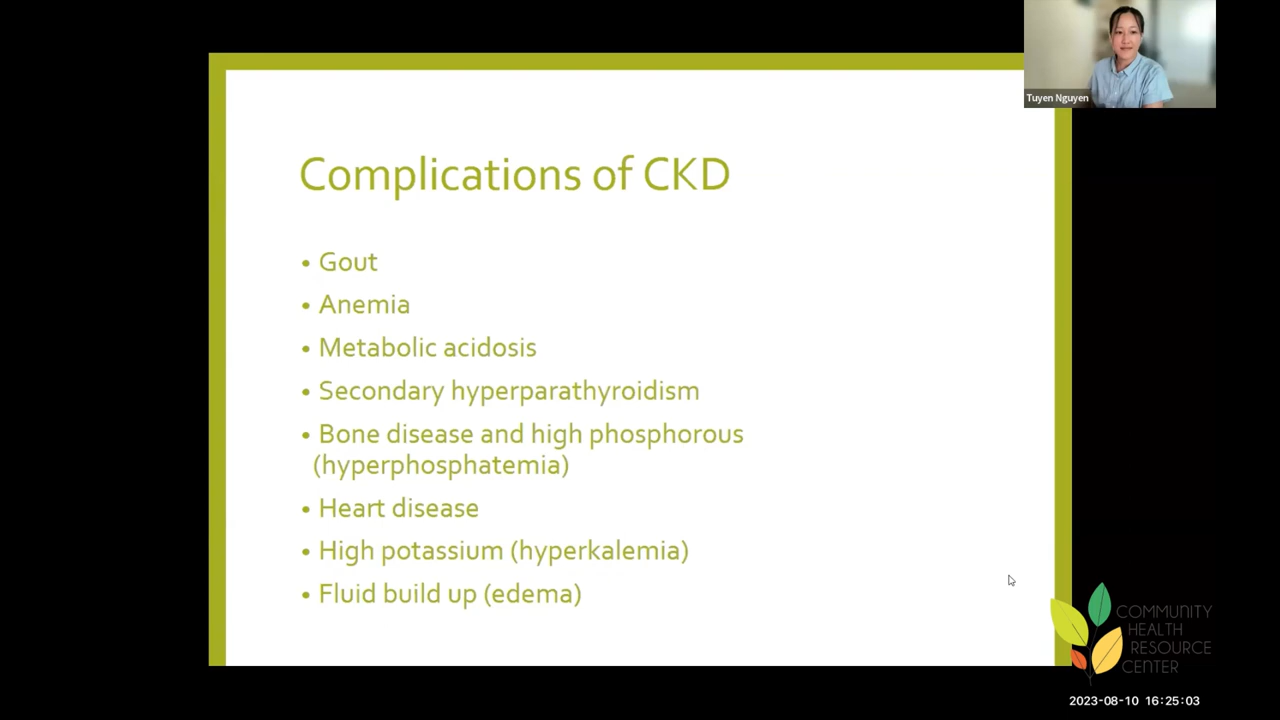 Tuyen Nguyen
Complications of CKD
• Gout
• Anemia
• Metabolic acidosis
• Secondary hyperparathyroidism
• Bone disease and high phosphorous
(hyperphosphatemia)
• Heart disease
• High potassium (hyperkalemia)
• Fluid build up (edema)
COMMUNITY
HEALTH
RESOURCE
CENTER
2023-08-10 16:25:03